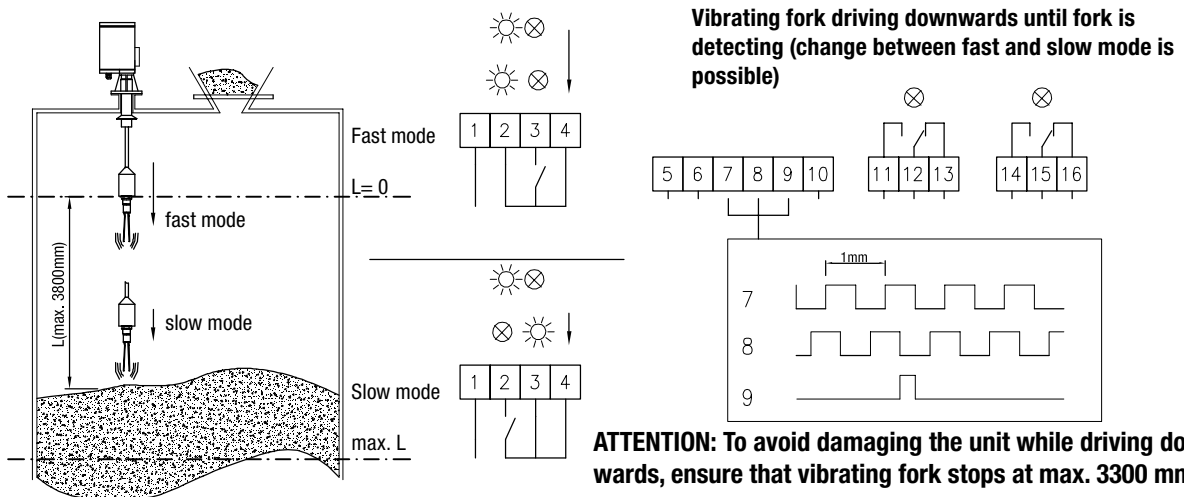 Vibrating fork driving downwards until fork is
detecting (change between fast and slow mode is
possible)
Fast mode
1 2 3 4
L= 0
fast mode
L(max. 3800mm)
slow mode
Slow mode
1 2 3 4
max. L
5 6 7 8 9 10
11 12 13
14 15 16
1mm
7
8
9
ATTENTION: To avoid damaging the unit while driving do
wards, ensure that vibrating fork stops at max. 3300 mm